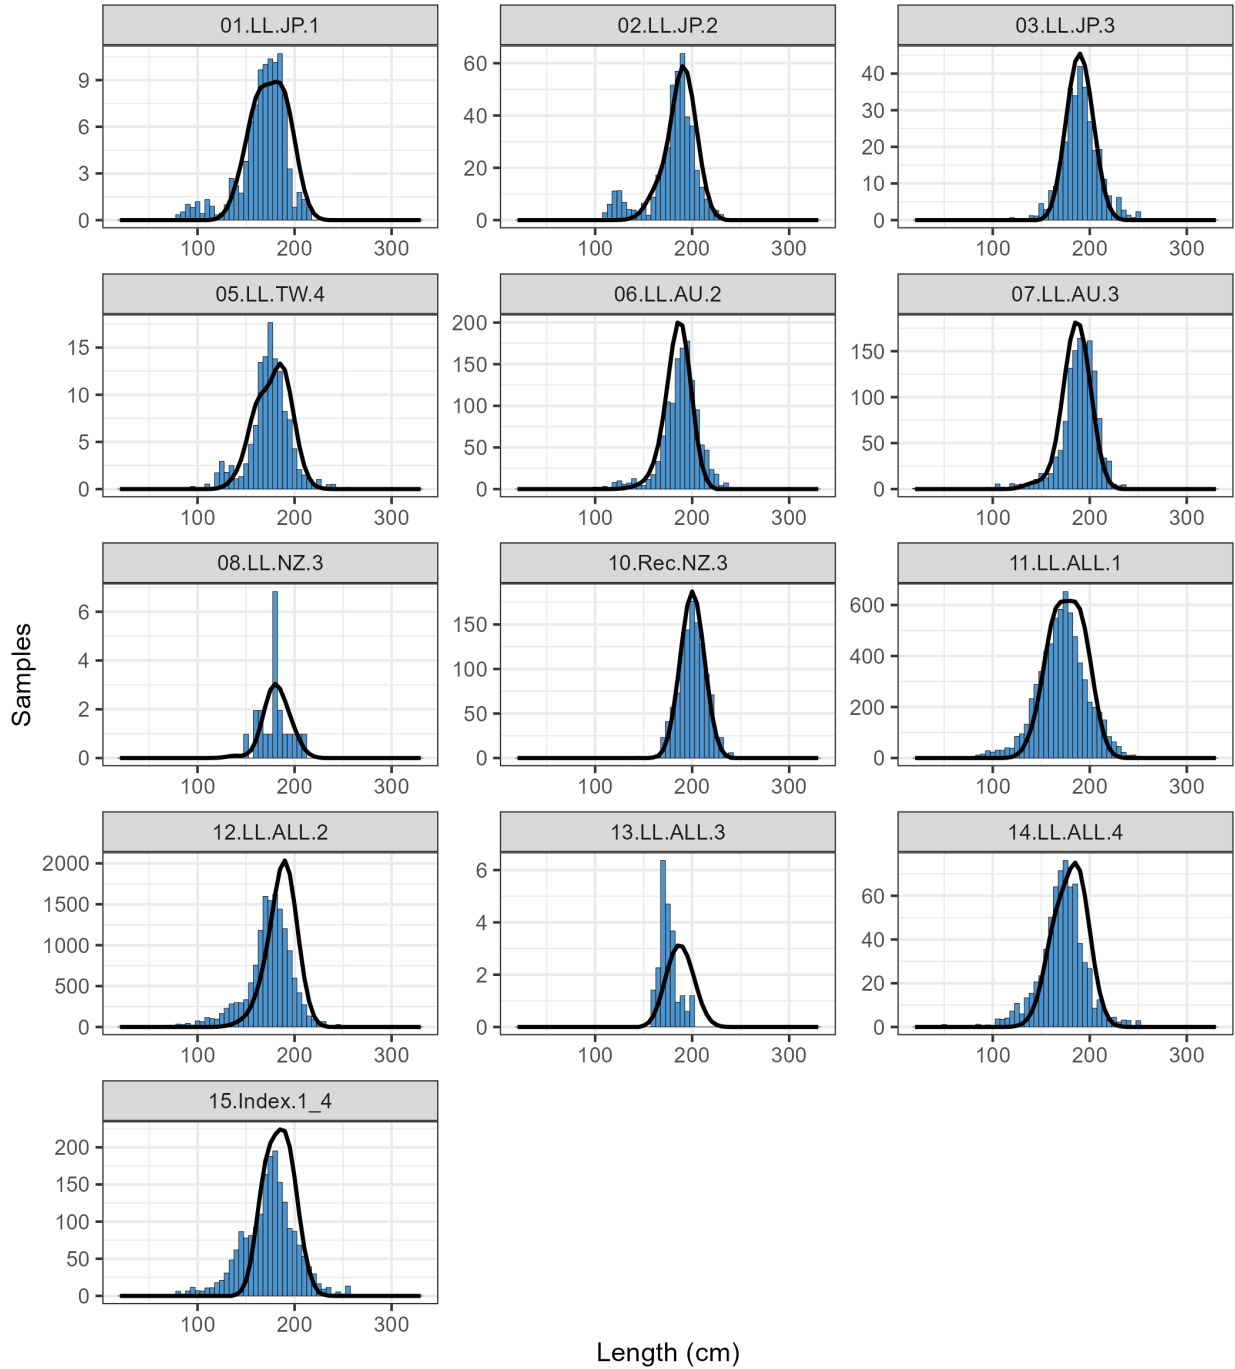 01.LL.JP.1 02.LL.JP.2 03.LL.JP.3
9 60 40
6 40 30
3 20 20
0 0 10
0
100 200 300 100 200 300 100 200 300
05.LL.TW.4 06.LL.AU.2 07.LL.AU.3
15 200 150
10 150 100
5 100 50
0 50 0
0
100 200 300 100 200 300 100 200 300
08.LL.NZ.3 10.Rec.NZ.3 11.LL.ALL.1
6 150 600
4 100 400
2 50 200
0 0 0
100 200 300 100 200 300 100 200 300
12.LL.ALL.2 13.LL.ALL.3 14.LL.ALL.4
2000 6 60
1500 4 40
1000 2 20
500 0 0
0
100 200 300 100 200 300 100 200 300
15.Index.1_4
200
150
100
50
0
100 200 300
Samples
Length (cm)